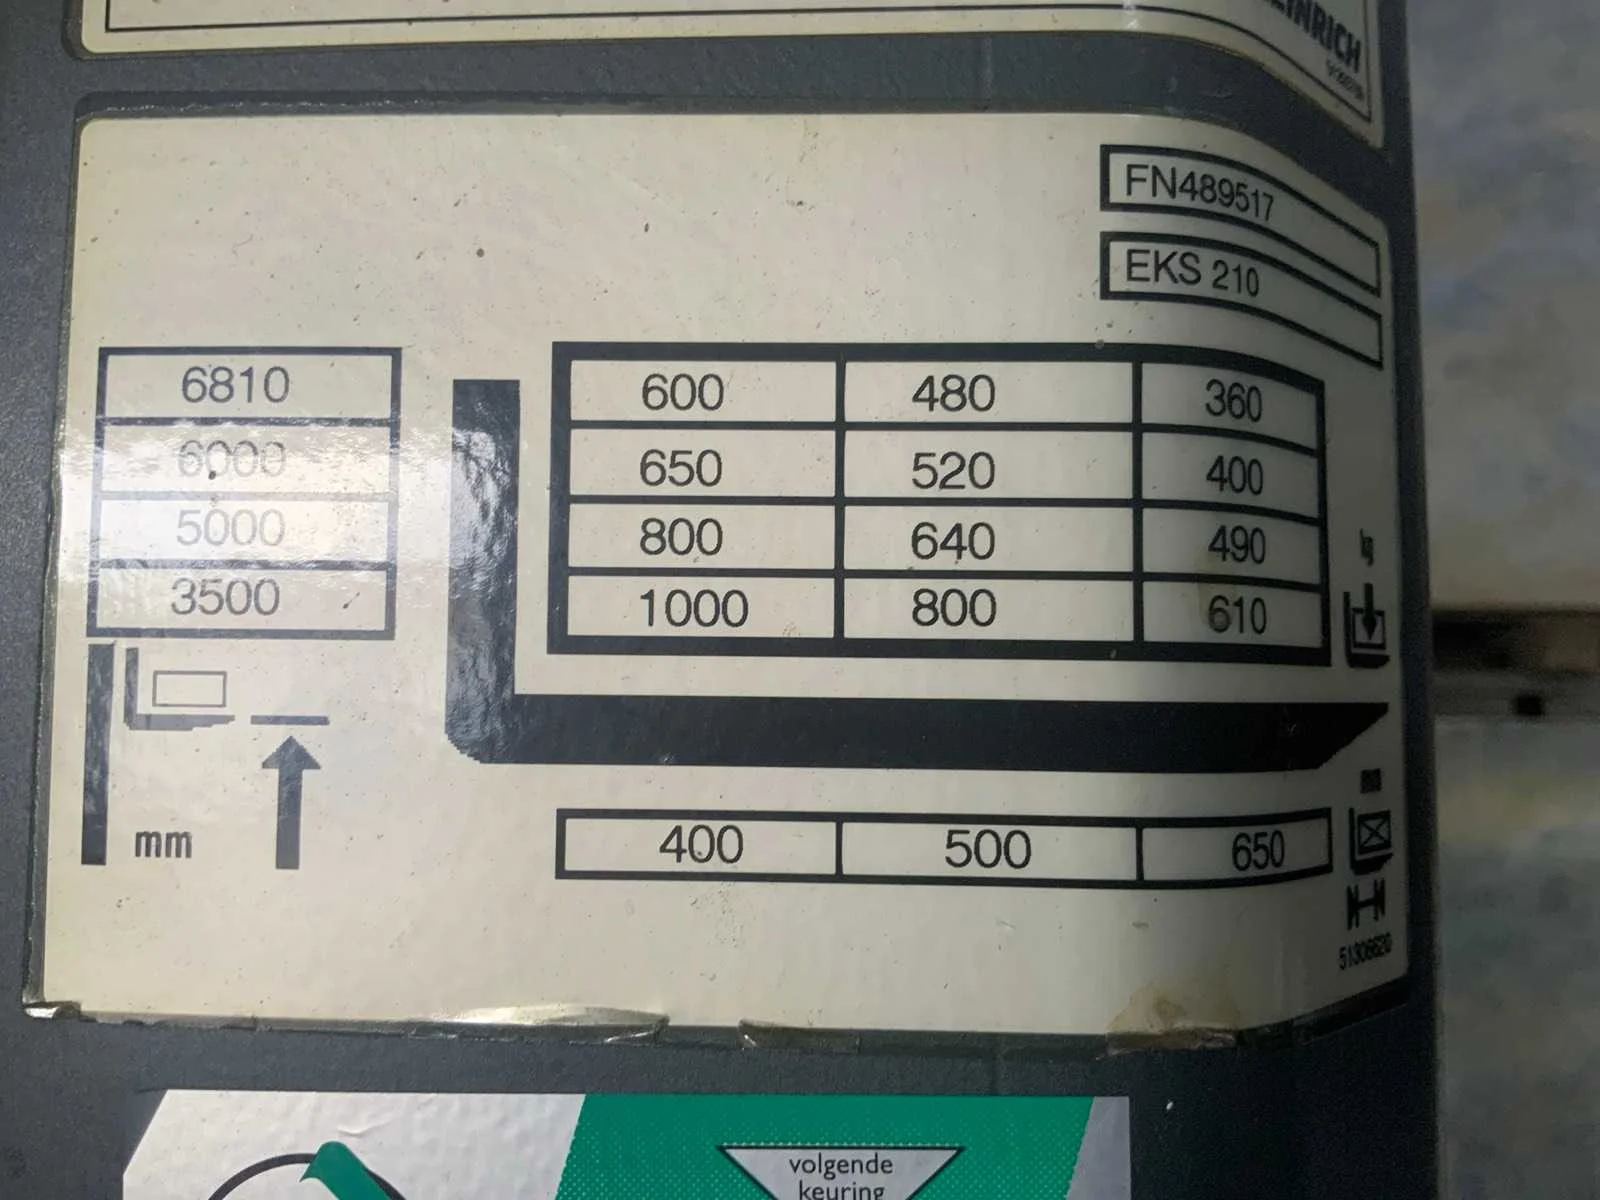 FN489517
EKS 210
6810 600 480 360
6000 650 520 400
5000 800 640 490
3500 1000 800 610
kg
mm
mm
400 500 650
51306620
volgende
keuring